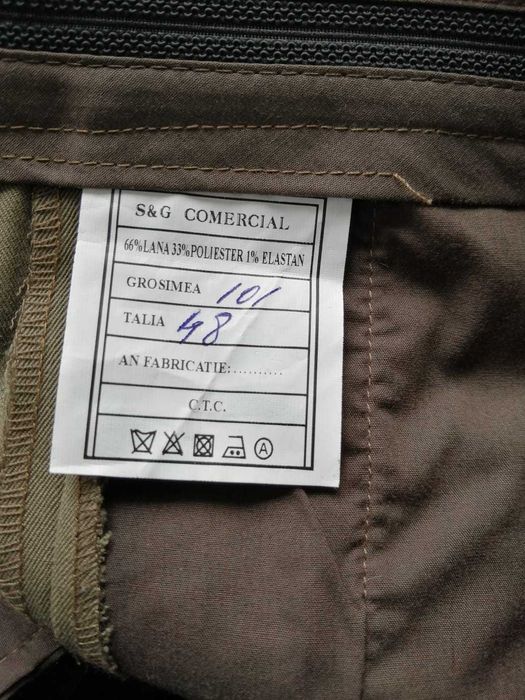 S&G COMERCIAL
66%LANA 33%POLIESTER 1% ELASTAN
GROSIMEA 101
TALIA 48
AN FABRICATIE:..........
C.T.C.
A